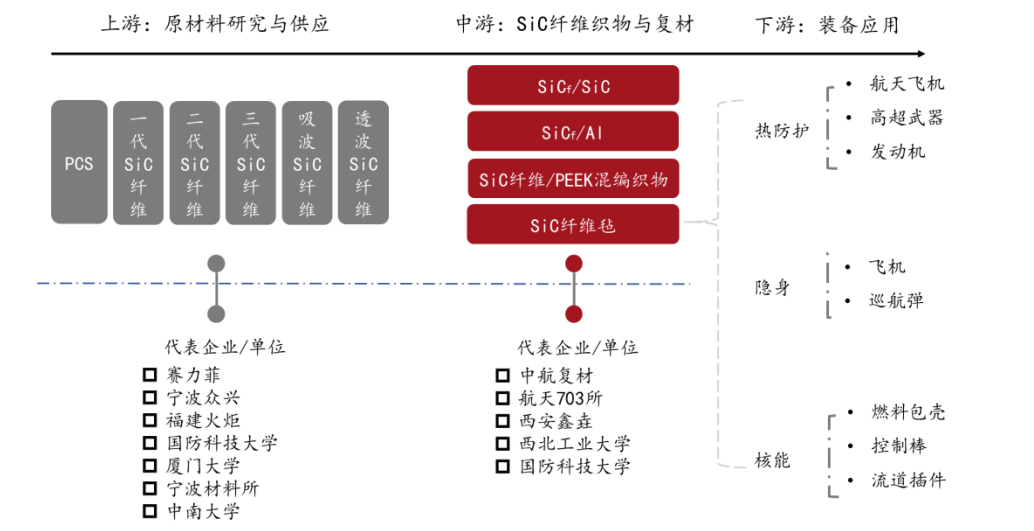 上游：原材料研究与供应
中游：SiC纤维织物与复材
下游：装备应用
PCS
一代SiC纤维
二代SiC纤维
三代SiC纤维
吸波SiC纤维
透波SiC纤维
SiCf/SiC
SiCf/Al
SiC纤维/PEEK混编织物
SiC纤维毡
热防护
• 航天飞机
• 高超武器
• 发动机
隐身
• 飞机
• 巡航弹
核能
• 燃料包壳
• 控制棒
• 流道插件
代表企业/单位
赛力菲
宁波众兴
福建火炬
国防科技大学
厦门大学
宁波材料所
中南大学
代表企业/单位
中航复材
航天703所
西安鑫垚
西北工业大学
国防科技大学